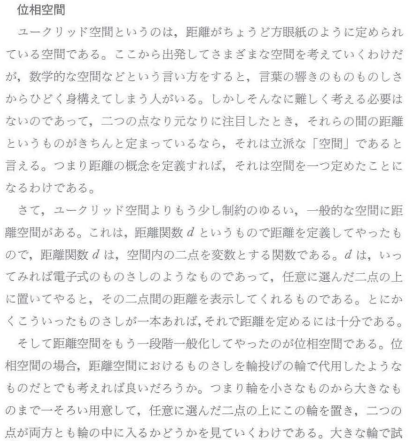 位相空間
ユークリッド空間というのは，距離がちょうど方眼紙のように定められ
ている空間である。ここから出発してさまざまな空間を考えていくわけだ
が，数学的な空間などという言い方をすると，言葉の響きのものものしさ
からひどく身構えてしまう人がいる。しかしそんなに難しく考える必要は
ないのであって，二つの点なり元なりに注目したとき，それらの間の距離
というものがきちんと定まっているなら，それは立派な「空間」であると
言える。つまり距離の概念を定義すれば，それは空間を一つ定めたことに
なるわけである。
さて，ユークリッド空間よりもう少し制約のゆるい，一般的な空間に距
離空間がある。これは，距離関数 d というもので距離を定義してやったも
ので，距離関数 d は，空間内の二点を変数とする関数である。d は，いっ
てみれば電子式のものさしのようなものであって，任意に選んだ二点の上
に置いてやると，その二点間の距離を表示してくれるものである。とにか
くこういったものさしが一本あれば，それで距離を定めるには十分である。
そして距離空間をもう一段階一般化してやったのが位相空間である。位
相空間の場合，距離空間におけるものさしを輪投げの輪で代用したような
ものだとでも考えれば良いだろうか。つまり輪を小さなものから大きなも
のまで一そろい用意して，任意に選んだ二点の上にこの輪を置き，二つの
点が両方とも輪の中に入るかどうかを見ていくわけである。大きな輪で試